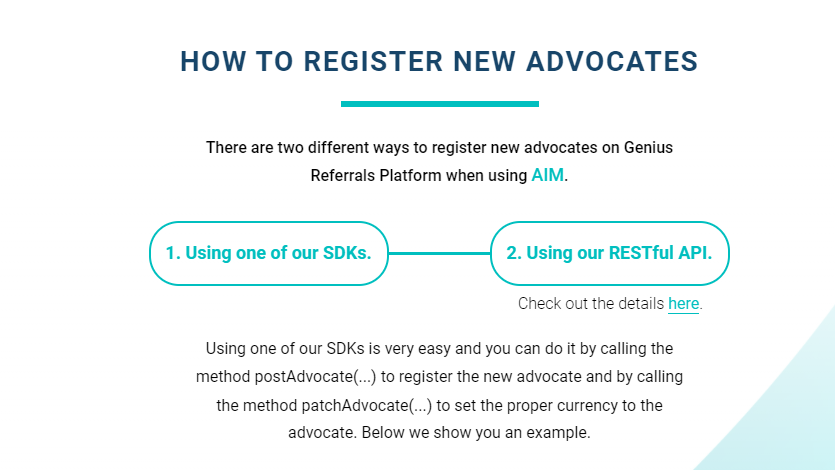 HOW TO REGISTER NEW ADVOCATES
There are two different ways to register new advocates on Genius
Referrals Platform when using AIM.
1. Using one of our SDKs.
2. Using our RESTful API.
Check out the details here.
Using one of our SDKs is very easy and you can do it by calling the
method postAdvocate(...) to register the new advocate and by calling
the method patchAdvocate(...) to set the proper currency to the
advocate. Below we show you an example.